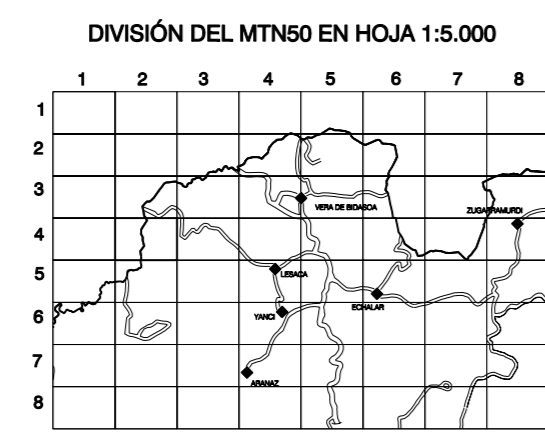 DIVISIÓN DEL MTN50 EN HOJA 1:5.000
1 2 3 4 5 6 7 8
1
2
3
VERA DE BIDASOA
ZUGARRAMURDI
4
5
LESACA
ECHALAR
6
YANCI
7
ARANAZ
8